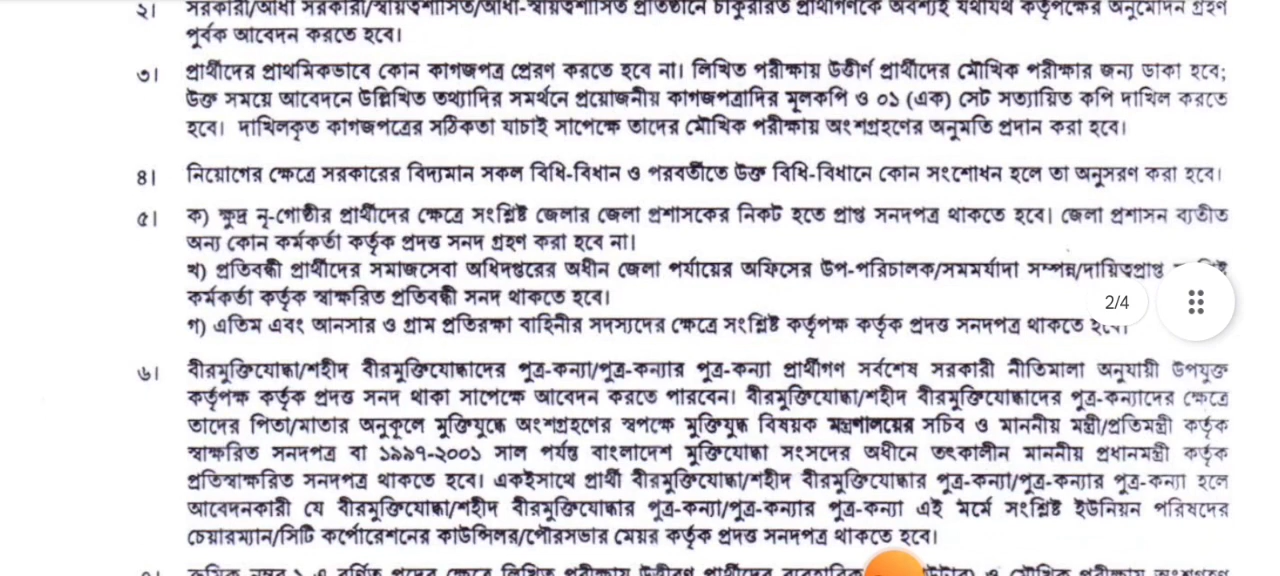 ২। সরকারী/আধা সরকারী/স্বায়ত্বশাসিত/আধা-স্বায়ত্বশাসিত প্রতিষ্ঠানে চাকুরীরত প্রার্থীগণকে অবশ্যই যথাযথ কর্তৃপক্ষের অনুমোদন গ্রহণ
পূর্বক আবেদন করতে হবে।
৩। প্রার্থীদের প্রাথমিকভাবে কোন কাগজপত্র প্রেরণ করতে হবে না। লিখিত পরীক্ষায় উত্তীর্ণ প্রার্থীদের মৌখিক পরীক্ষার জন্য ডাকা হবে;
উক্ত সময়ে আবেদনে উল্লিখিত তথ্যাদির সমর্থনে প্রয়োজনীয় কাগজপত্রাদির মূলকপি ও ০১ (এক) সেট সত্যায়িত কপি দাখিল করতে
হবে। দাখিলকৃত কাগজপত্রের সঠিকতা যাচাই সাপেক্ষে তাদের মৌখিক পরীক্ষায় অংশগ্রহণের অনুমতি প্রদান করা হবে।
৪। নিয়োগের ক্ষেত্রে সরকারের বিদ্যমান সকল বিধি-বিধান ও পরবর্তীতে উক্ত বিধি-বিধানে কোন সংশোধন হলে তা অনুসরণ করা হবে।
৫। ক) ক্ষুদ্র নৃ-গোষ্ঠীর প্রার্থীদের ক্ষেত্রে সংশ্লিষ্ট জেলার জেলা প্রশাসকের নিকট হতে প্রাপ্ত সনদপত্র থাকতে হবে। জেলা প্রশাসন ব্যতীত
অন্য কোন কর্মকর্তা কর্তৃক প্রদত্ত সনদ গ্রহণ করা হবে না।
খ) প্রতিবন্ধী প্রার্থীদের সমাজসেবা অধিদপ্তরের অধীন জেলা পর্যায়ের অফিসের উপ-পরিচালক/সমমর্যাদা সম্পন্ন/দায়িত্বপ্রাপ্ত
কর্মকর্তা কর্তৃক স্বাক্ষরিত প্রতিবন্ধী সনদ থাকতে হবে।
2/4
গ) এতিম এবং আনসার ও গ্রাম প্রতিরক্ষা বাহিনীর সদস্যদের ক্ষেত্রে সংশ্লিষ্ট কর্তৃপক্ষ কর্তৃক প্রদত্ত সনদপত্র থাকতে হবে।
৬। বীরমুক্তিযোদ্ধা/শহীদ বীরমুক্তিযোদ্ধাদের পুত্র-কন্যা/পুত্র-কন্যার পুত্র-কন্যা প্রার্থীগণ সর্বশেষ সরকারী নীতিমালা অনুযায়ী উপযুক্ত
কর্তৃপক্ষ কর্তৃক প্রদত্ত সনদ থাকা সাপেক্ষে আবেদন করতে পারবেন। বীরমুক্তিযোদ্ধা/শহীদ বীরমুক্তিযোদ্ধাদের পুত্র-কন্যাদের ক্ষেত্রে
তাদের পিতা/মাতার অনুকূলে মুক্তিযুদ্ধে অংশগ্রহণের স্বপক্ষে মুক্তিযুদ্ধ বিষয়ক মন্ত্রণালয়ের সচিব ও মাননীয় মন্ত্রী/প্রতিমন্ত্রী কর্তৃক
স্বাক্ষরিত সনদপত্র বা ১৯৯৭-২০০১ সাল পর্যন্ত বাংলাদেশ মুক্তিযোদ্ধা সংসদের অধীনে তৎকালীন মাননীয় প্রধানমন্ত্রী কর্তৃক
প্রতিস্বাক্ষরিত সনদপত্র থাকতে হবে। একইসাথে প্রার্থী বীরমুক্তিযোদ্ধা/শহীদ বীরমুক্তিযোদ্ধার পুত্র-কন্যা/পুত্র-কন্যার পুত্র-কন্যা হলে
আবেদনকারী যে বীরমুক্তিযোদ্ধা/শহীদ বীরমুক্তিযোদ্ধার পুত্র-কন্যা/পুত্র-কন্যার পুত্র-কন্যা এই মর্মে সংশ্লিষ্ট ইউনিয়ন পরিষদের
চেয়ারম্যান/সিটি কর্পোরেশনের কাউন্সিলর/পৌরসভার মেয়র কর্তৃক প্রদত্ত সনদপত্র থাকতে হবে।